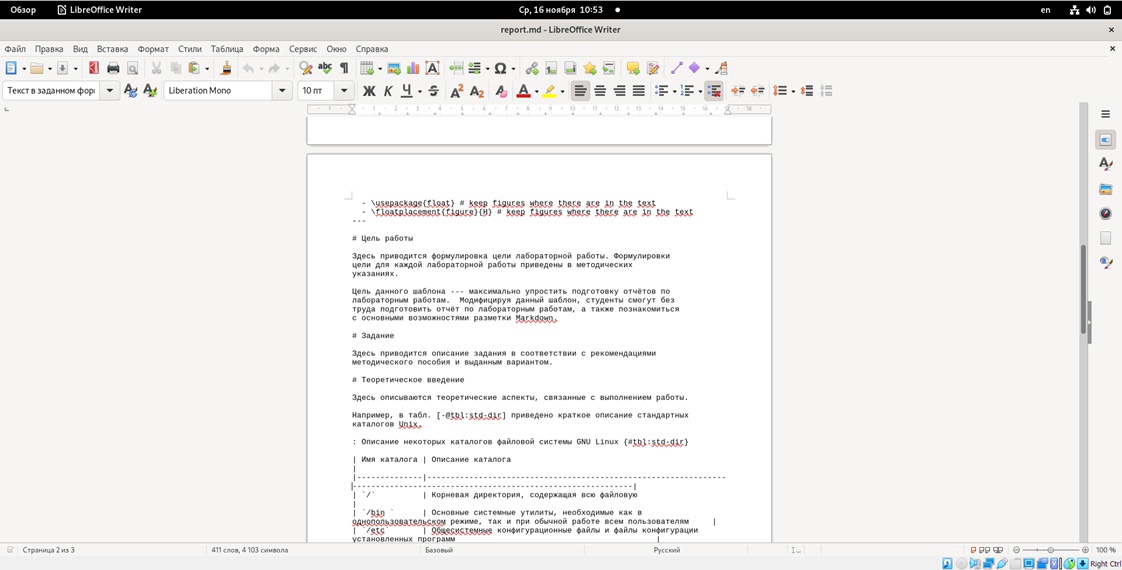 Обзор LibreOffice Writer Ср, 16 ноября 10:53 en
report.md - LibreOffice Writer
Файл Правка Вид Вставка Формат Стили Таблица Форма Сервис Окно Справка
Текст в заданном фор Liberation Mono 10 пт Ж К Ч S
- \usepackage{float} # keep figures where there are in the text
- \floatplacement{figure}{H} # keep figures where there are in the text
---
# Цель работы
Здесь приводится формулировка цели лабораторной работы. Формулировки
цели для каждой лабораторной работы приведены в методических
указаниях.
Цель данного шаблона --- максимально упростить подготовку отчётов по
лабораторным работам. Модифицируя данный шаблон, студенты смогут без
труда подготовить отчёт по лабораторным работам, а также познакомиться
с основными возможностями разметки Markdown.
# Задание
Здесь приводится описание задания в соответствии с рекомендациями
методического пособия и выданным вариантом.
# Теоретическое введение
Здесь описываются теоретические аспекты, связанные с выполнением работы.
Например, в табл. [-@tbl:std-dir] приведено краткое описание стандартных
каталогов Unix.
: Описание некоторых каталогов файловой системы GNU Linux {#tbl:std-dir}
| Имя каталога | Описание каталога
|
|--------------|---------------------------------------------------------
|-----------------------------------------------------|
| `/` | Корневая директория, содержащая всю файловую
|
| `/bin ` | Основные системные утилиты, необходимые как в
однопользовательском режиме, так и при обычной работе всем пользователям |
| `/etc` | Общесистемные конфигурационные файлы и файлы конфигурации
установленных программ |
Страница 2 из 3 411 слов, 4 103 символа Базовый Русский 100 %
Right Ctrl